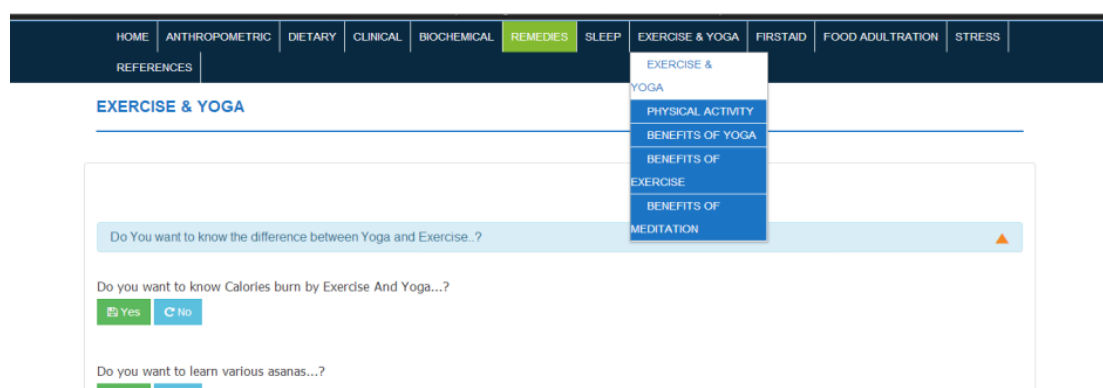 HOME ANTHROPOMETRIC DIETARY CLINICAL BIOCHEMICAL REMEDIES SLEEP EXERCISE & YOGA FIRSTAID FOOD ADULTRATION STRESS
REFERENCES
EXERCISE &
YOGA
PHYSICAL ACTIVITY
BENEFITS OF YOGA
BENEFITS OF
EXERCISE
BENEFITS OF
MEDITATION
EXERCISE & YOGA
Do You want to know the difference between Yoga and Exercise..?
Do you want to know Calories burn by Exercise And Yoga...?
Yes No
Do you want to learn various asanas...?